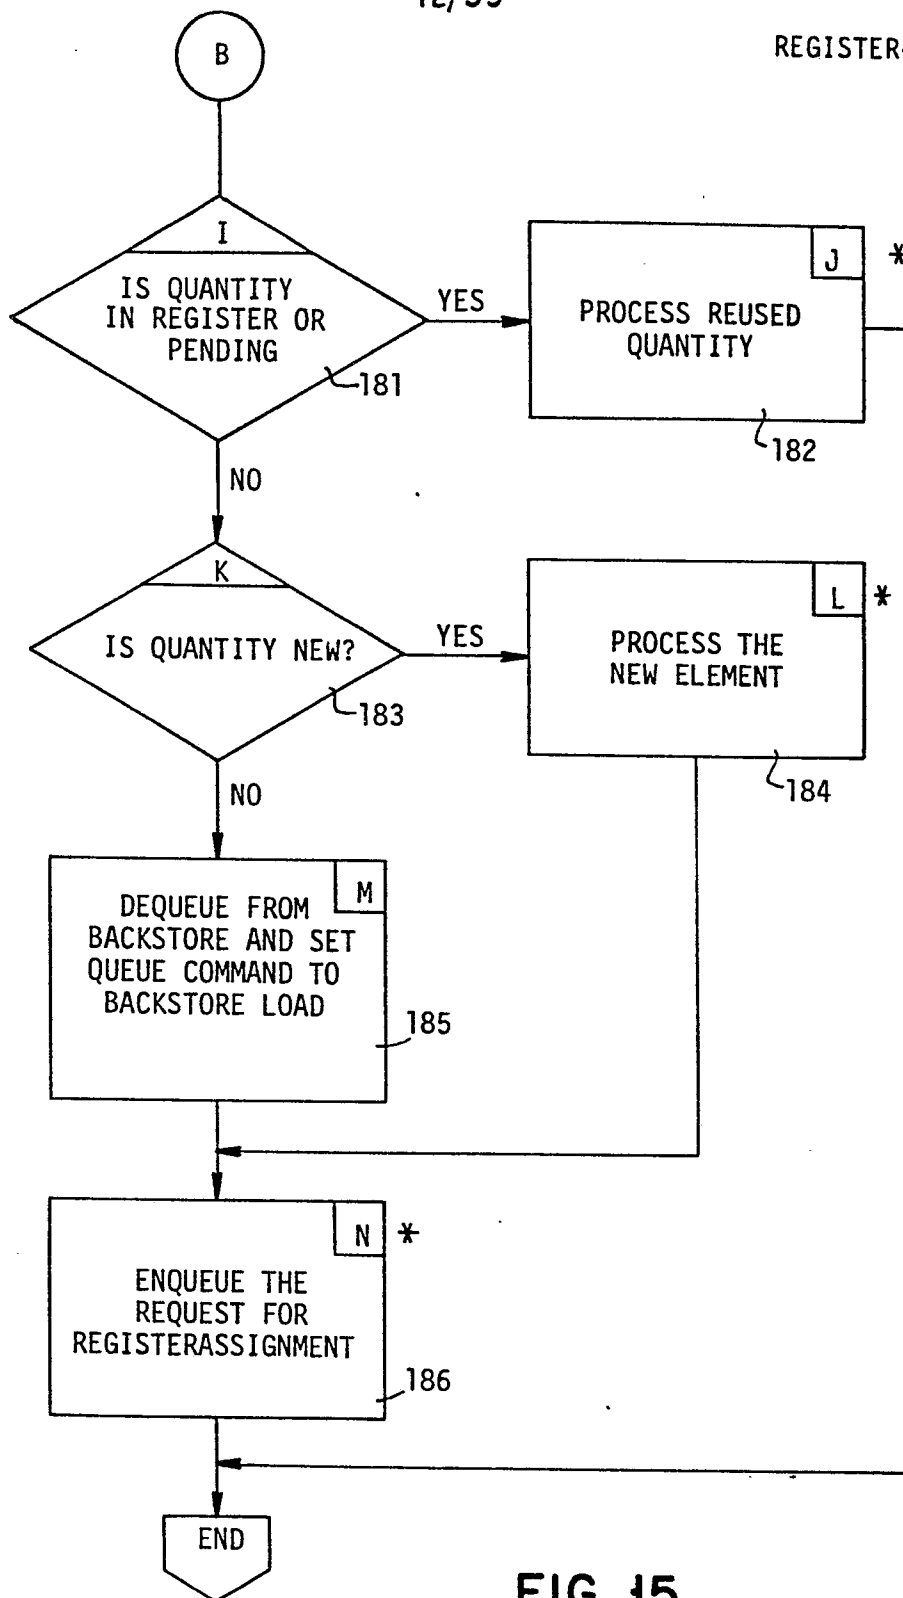 B
REGISTER-
I
IS QUANTITY
IN REGISTER OR
PENDING
181
YES
J
*
PROCESS REUSED
QUANTITY
182
NO
K
IS QUANTITY NEW?
183
YES
L
*
PROCESS THE
NEW ELEMENT
184
NO
M
DEQUEUE FROM
BACKSTORE AND SET
QUEUE COMMAND TO
BACKSTORE LOAD
185
N
*
ENQUEUE THE
REQUEST FOR
REGISTERASSIGNMENT
186
END
FIG 15